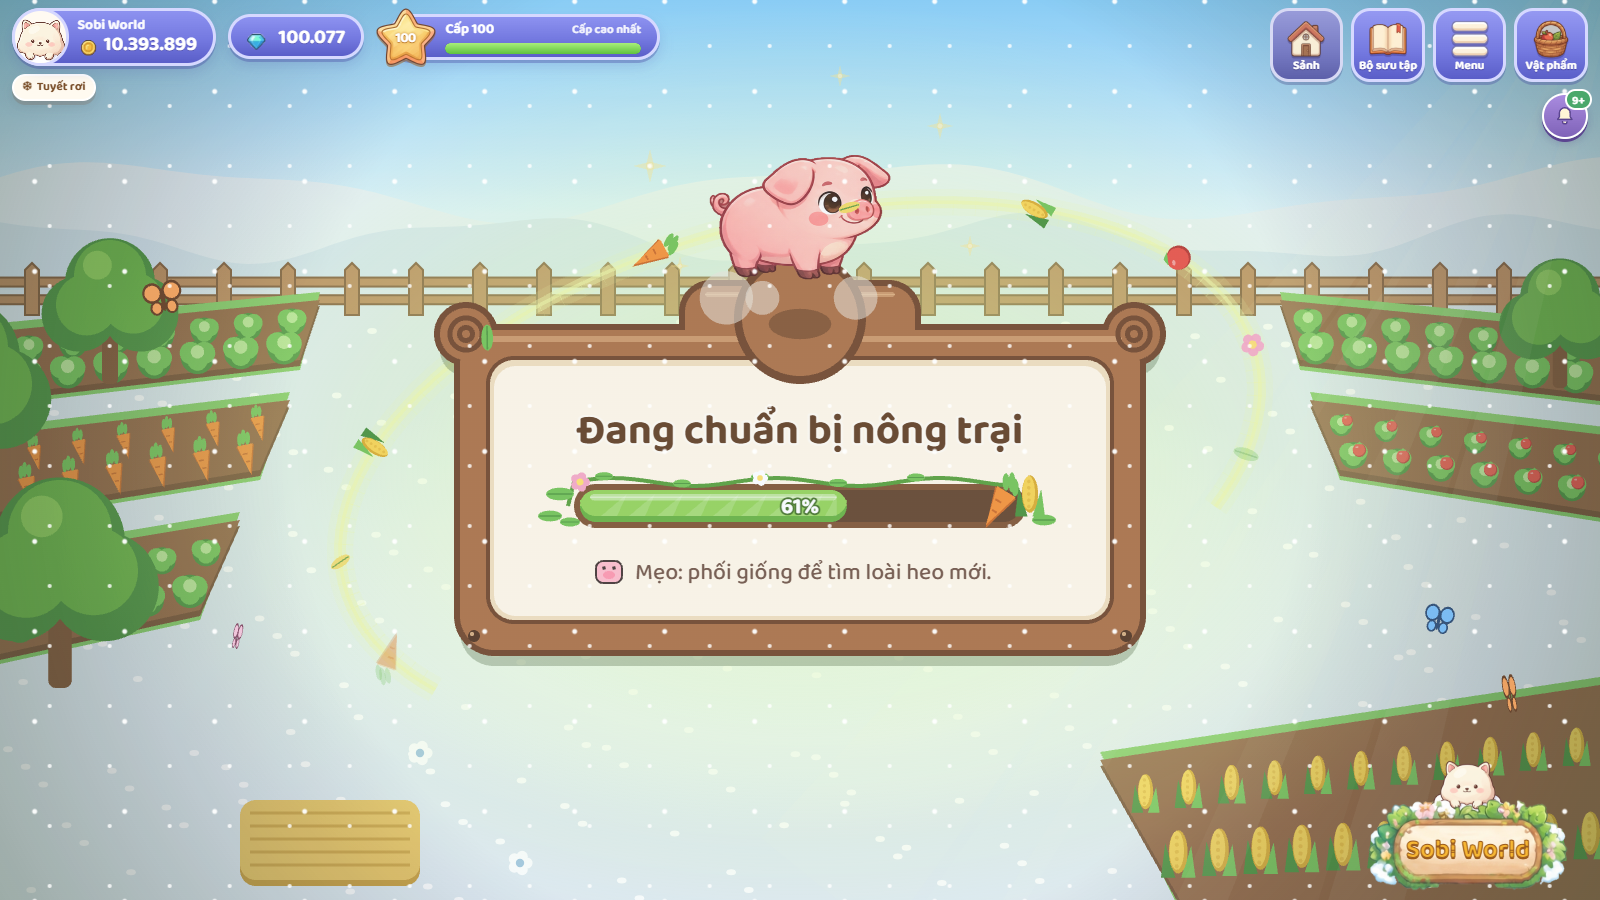 Sobi World
10.393.899
100.077
100
Cấp 100
Cấp cao nhất
Sảnh
Bộ sưu tập
Menu
Vật phẩm
❄ Tuyết rơi
9+
Đang chuẩn bị nông trại
61%
Mẹo: phối giống để tìm loài heo mới.
Sobi World